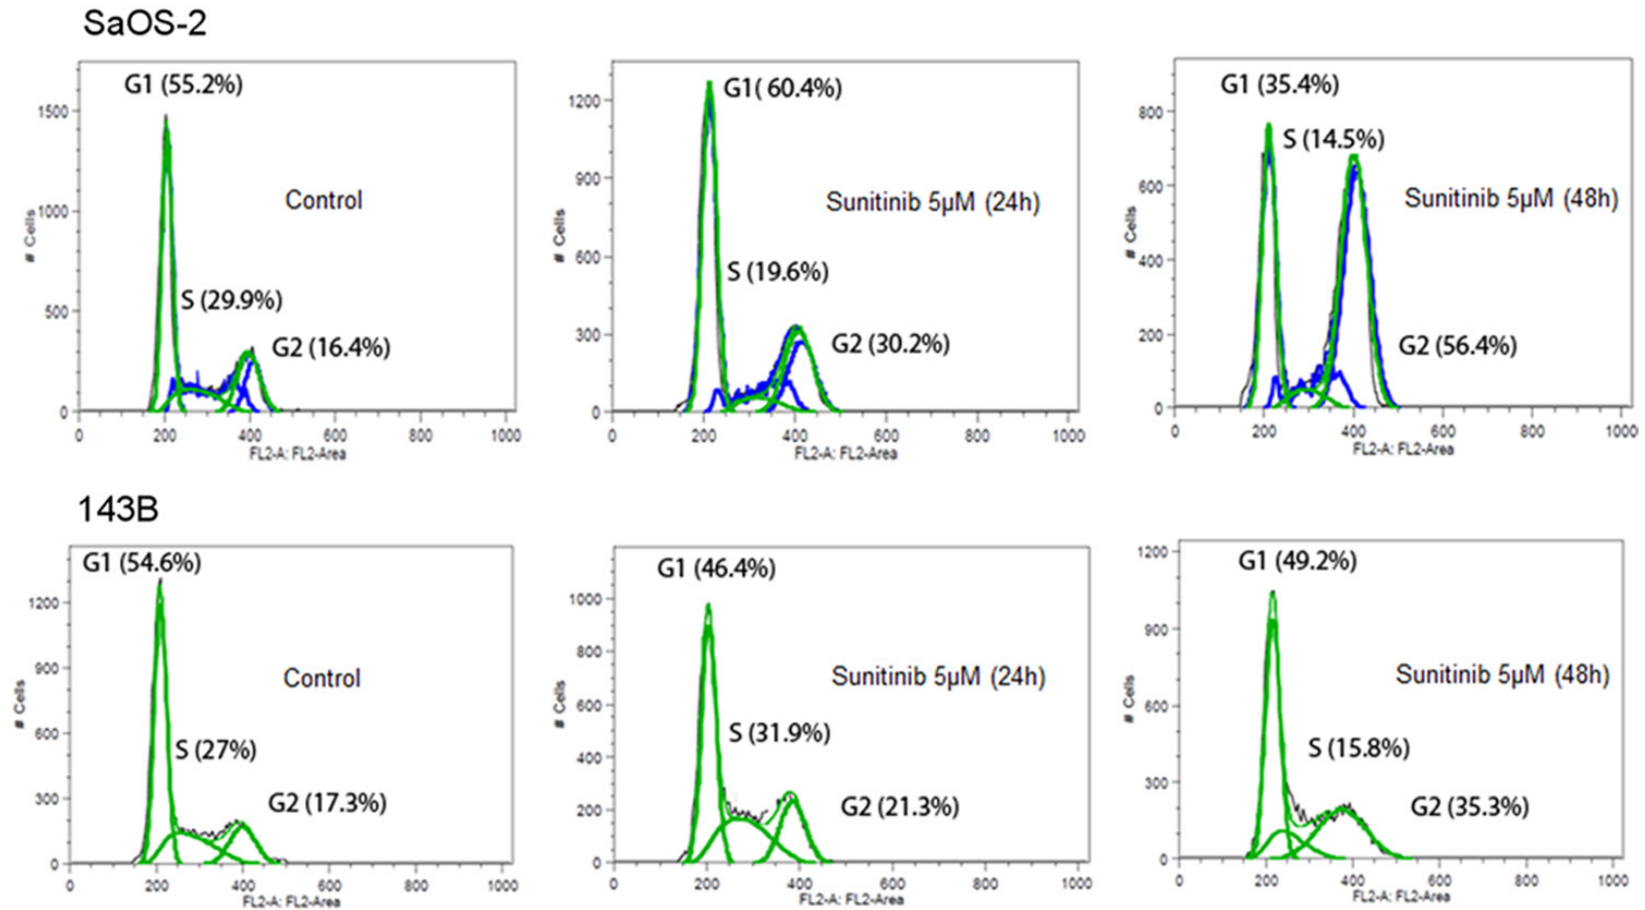 SaOS-2
G1 (55.2%)
S (29.9%)
G2 (16.4%)
Control
1500
1000
500
0
# Cells
0 200 400 600 800 1000
FL2-A: FL2-Area
G1( 60.4%)
S (19.6%)
G2 (30.2%)
Sunitinib 5µM (24h)
1200
900
600
300
0
# Cells
0 200 400 600 800 1000
FL2-A: FL2-Area
G1 (35.4%)
S (14.5%)
G2 (56.4%)
Sunitinib 5µM (48h)
800
600
400
200
0
# Cells
0 200 400 600 800 1000
FL2-A: FL2-Area
143B
G1 (54.6%)
S (27%)
G2 (17.3%)
Control
1200
900
600
300
0
# Cells
0 200 400 600 800 1000
FL2-A: FL2-Area
G1 (46.4%)
S (31.9%)
G2 (21.3%)
Sunitinib 5µM (24h)
1000
800
600
400
200
0
# Cells
0 200 400 600 800 1000
FL2-A: FL2-Area
G1 (49.2%)
S (15.8%)
G2 (35.3%)
Sunitinib 5µM (48h)
1200
900
600
300
0
# Cells
0 200 400 600 800 1000
FL2-A: FL2-Area